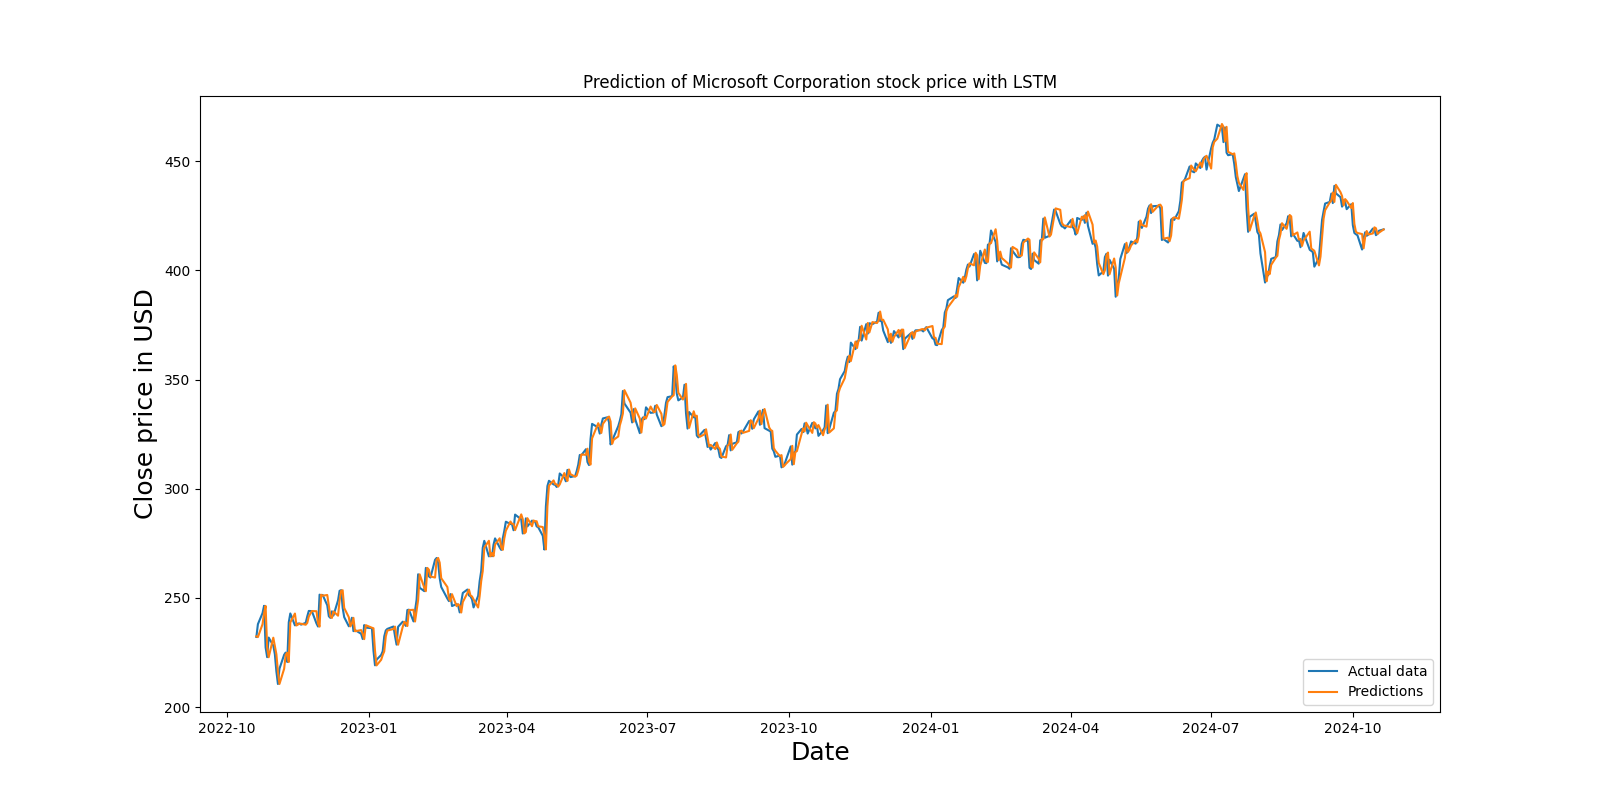 Prediction of Microsoft Corporation stock price with LSTM
Close price in USD
450
400
350
300
250
200
Actual data
Predictions
2022-10 2023-01 2023-04 2023-07 2023-10 2024-01 2024-04 2024-07 2024-10
Date